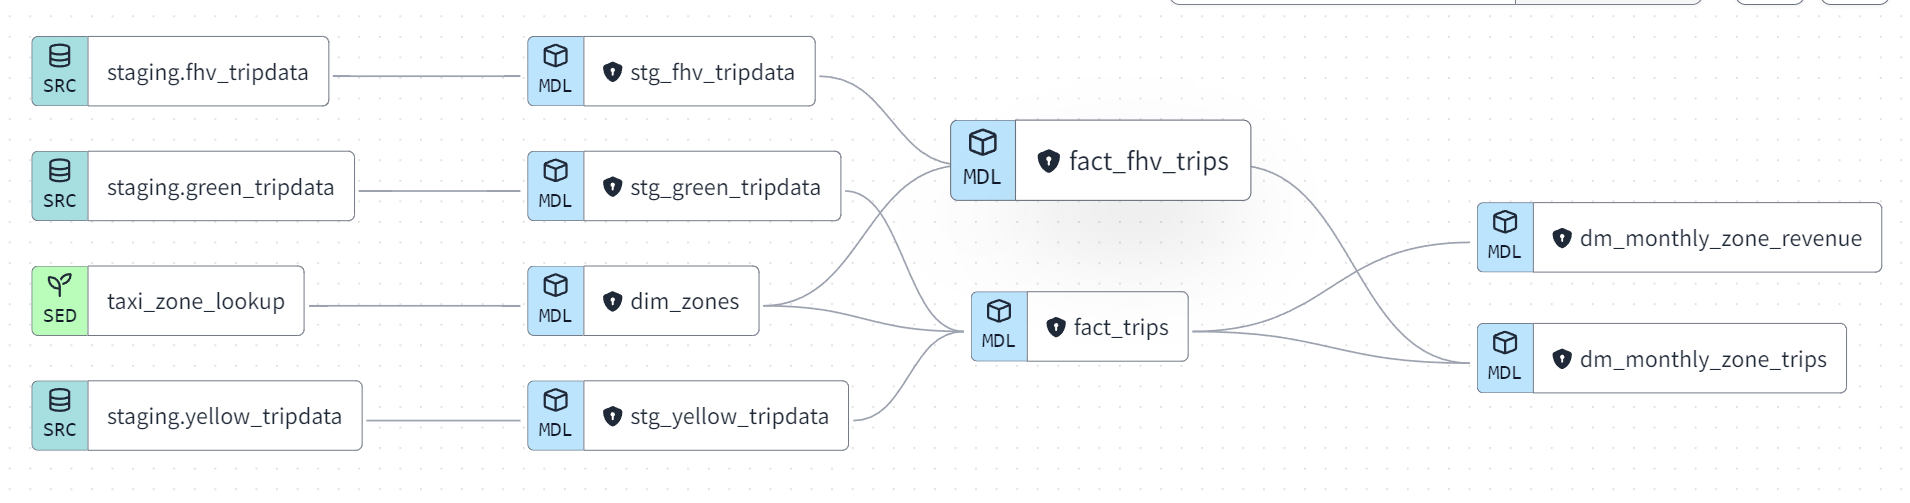 SRC staging.fhv_tripdata
MDL stg_fhv_tripdata
MDL fact_fhv_trips
SRC staging.green_tripdata
MDL stg_green_tripdata
MDL dm_monthly_zone_revenue
SED taxi_zone_lookup
MDL dim_zones
MDL fact_trips
MDL dm_monthly_zone_trips
SRC staging.yellow_tripdata
MDL stg_yellow_tripdata